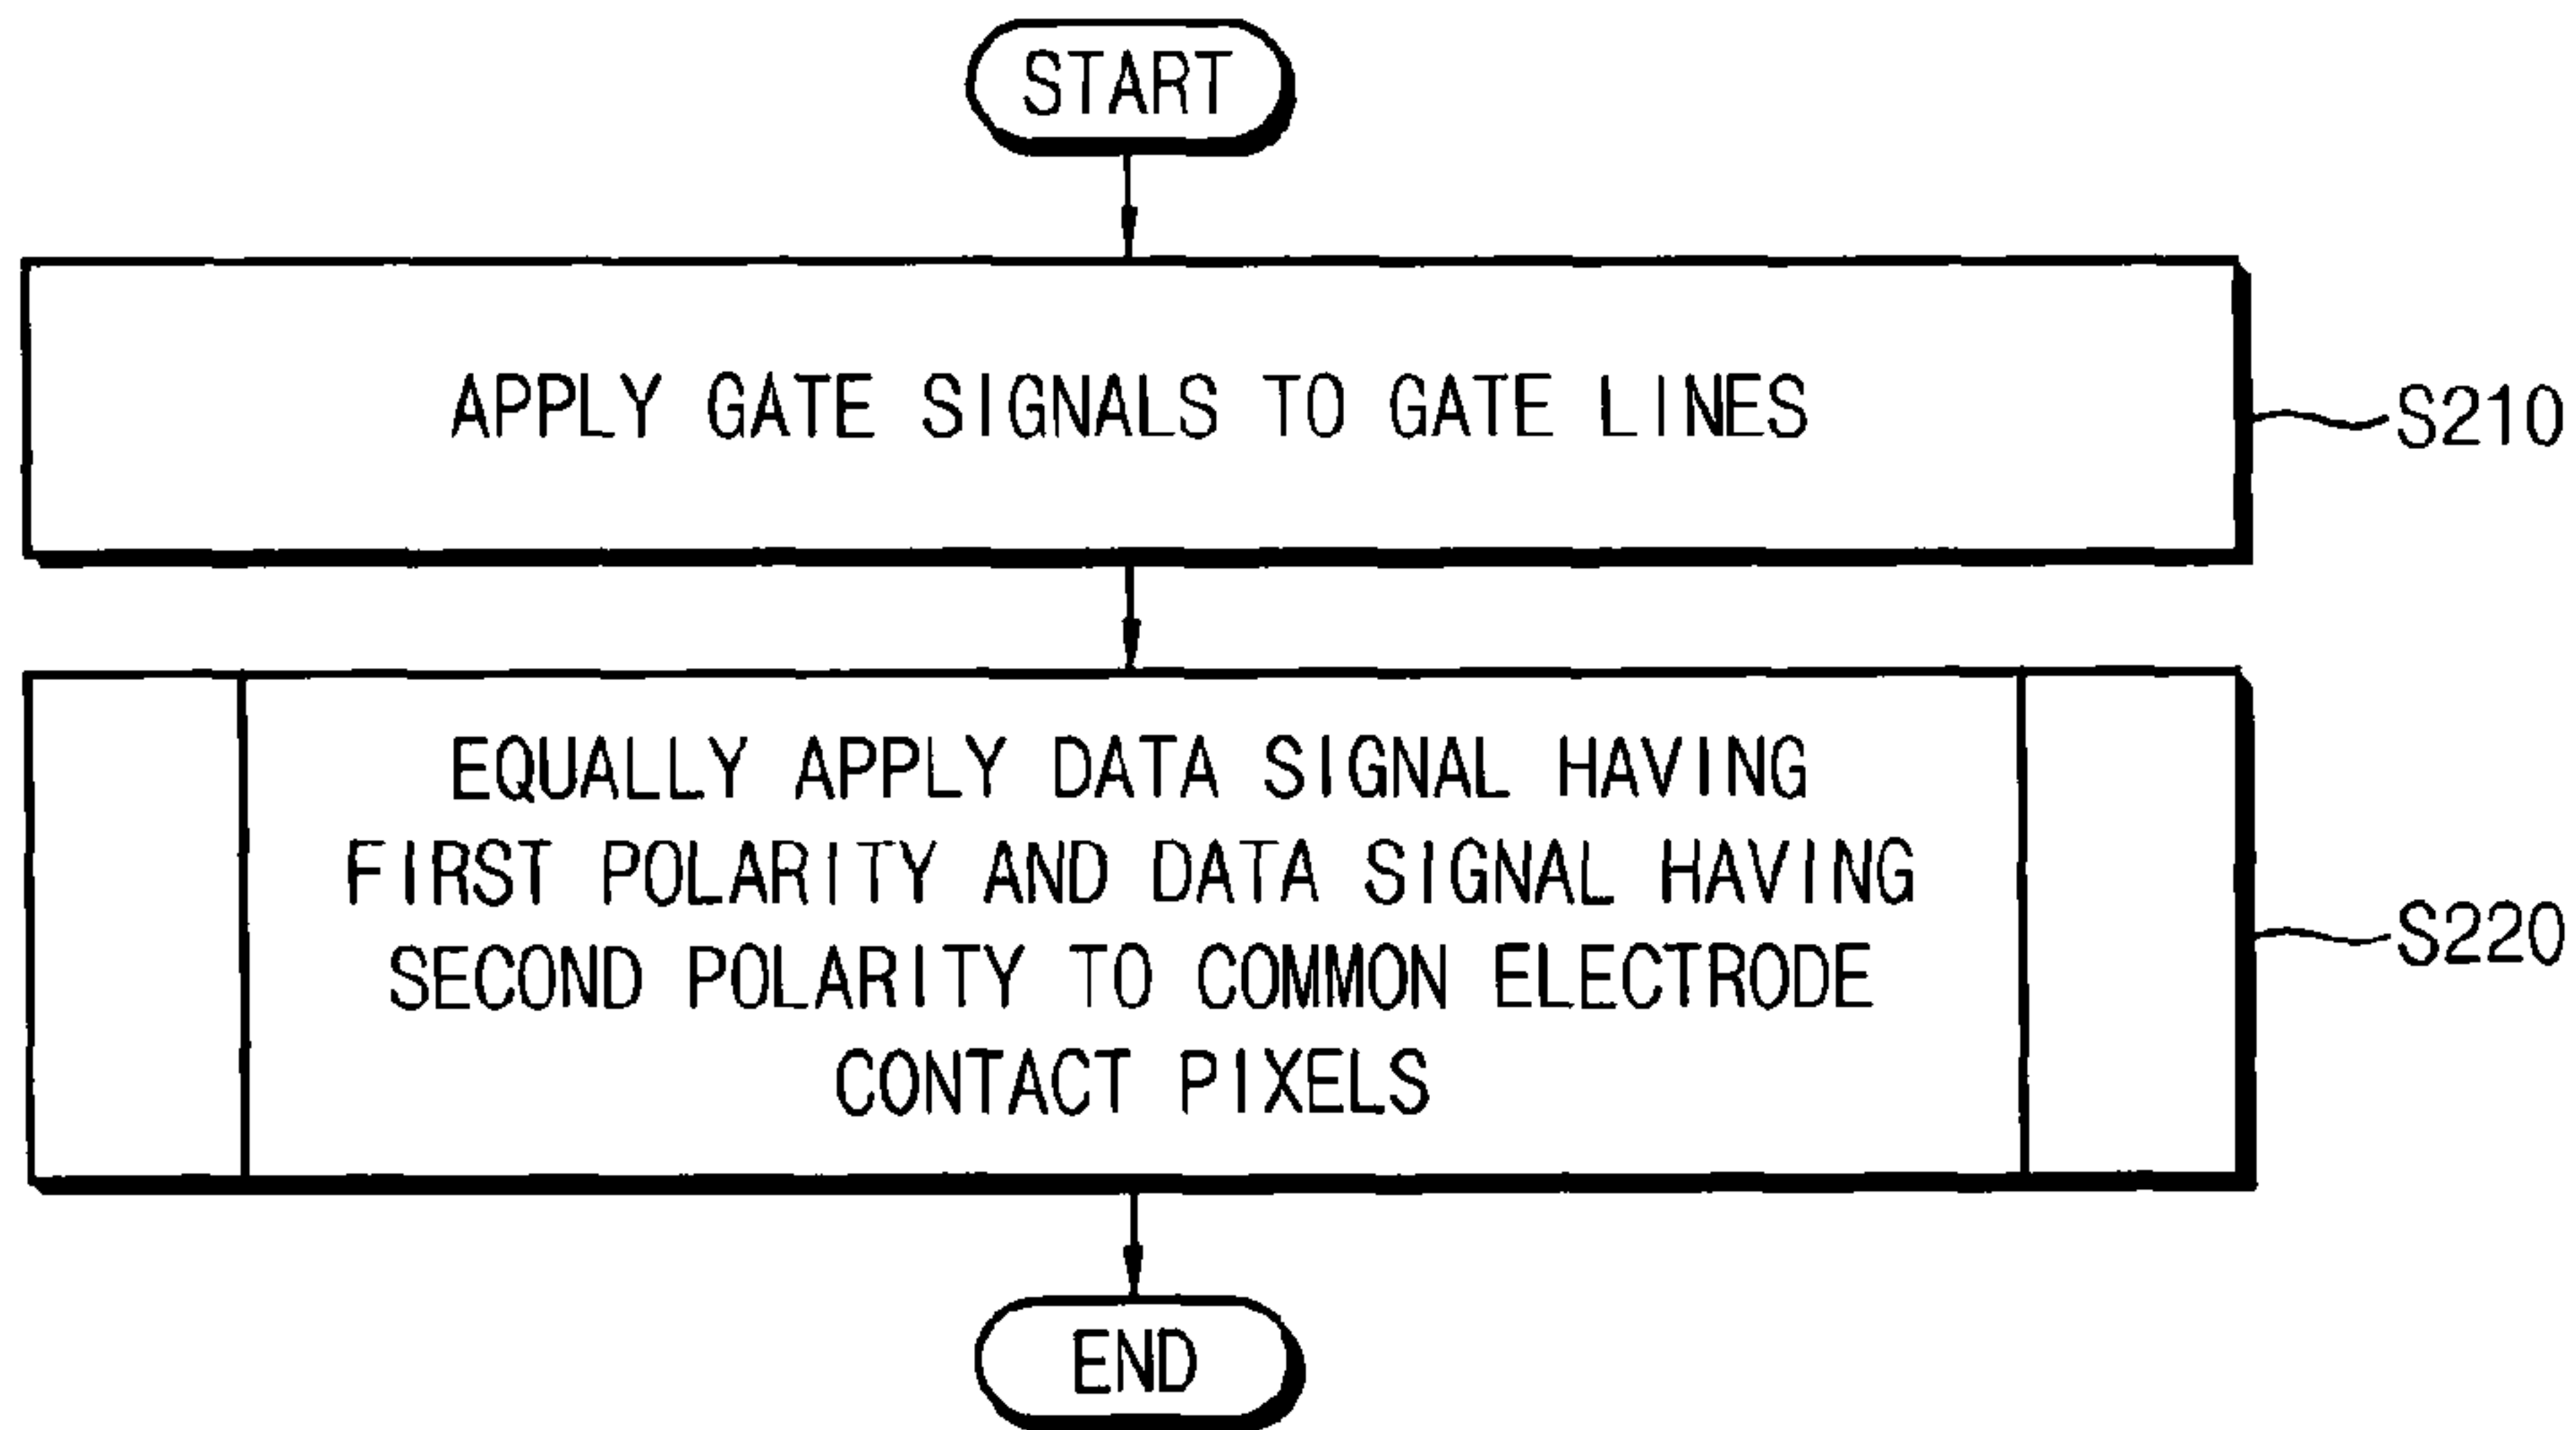 START
APPLY GATE SIGNALS TO GATE LINES
S210
EQUALLY APPLY DATA SIGNAL HAVING
FIRST POLARITY AND DATA SIGNAL HAVING
SECOND POLARITY TO COMMON ELECTRODE
CONTACT PIXELS
S220
END